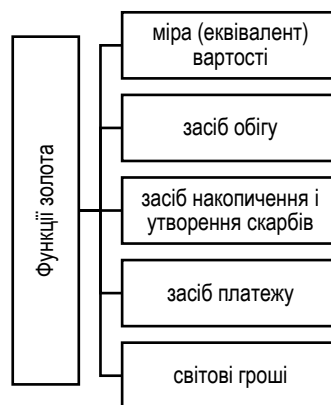 Функції золота
міра (еквівалент)
вартості
засіб обігу
засіб накопичення і
утворення скарбів
засіб платежу
світові гроші